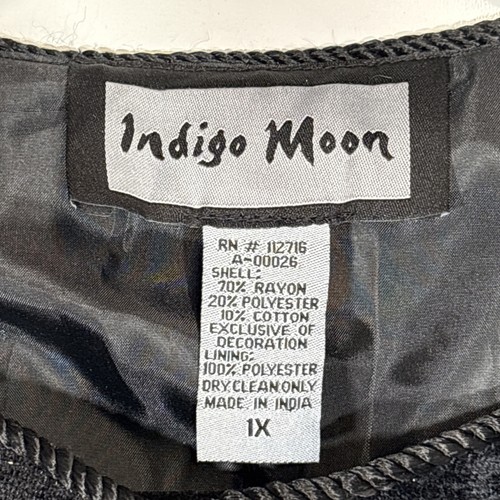 Indigo Moon
RN # 112716
A-00026
SHELL:
70% RAYON
20% POLYESTER
10% COTTON
EXCLUSIVE OF
DECORATION
LINING:
100% POLYESTER
DRY CLEAN ONLY
MADE IN INDIA
1X